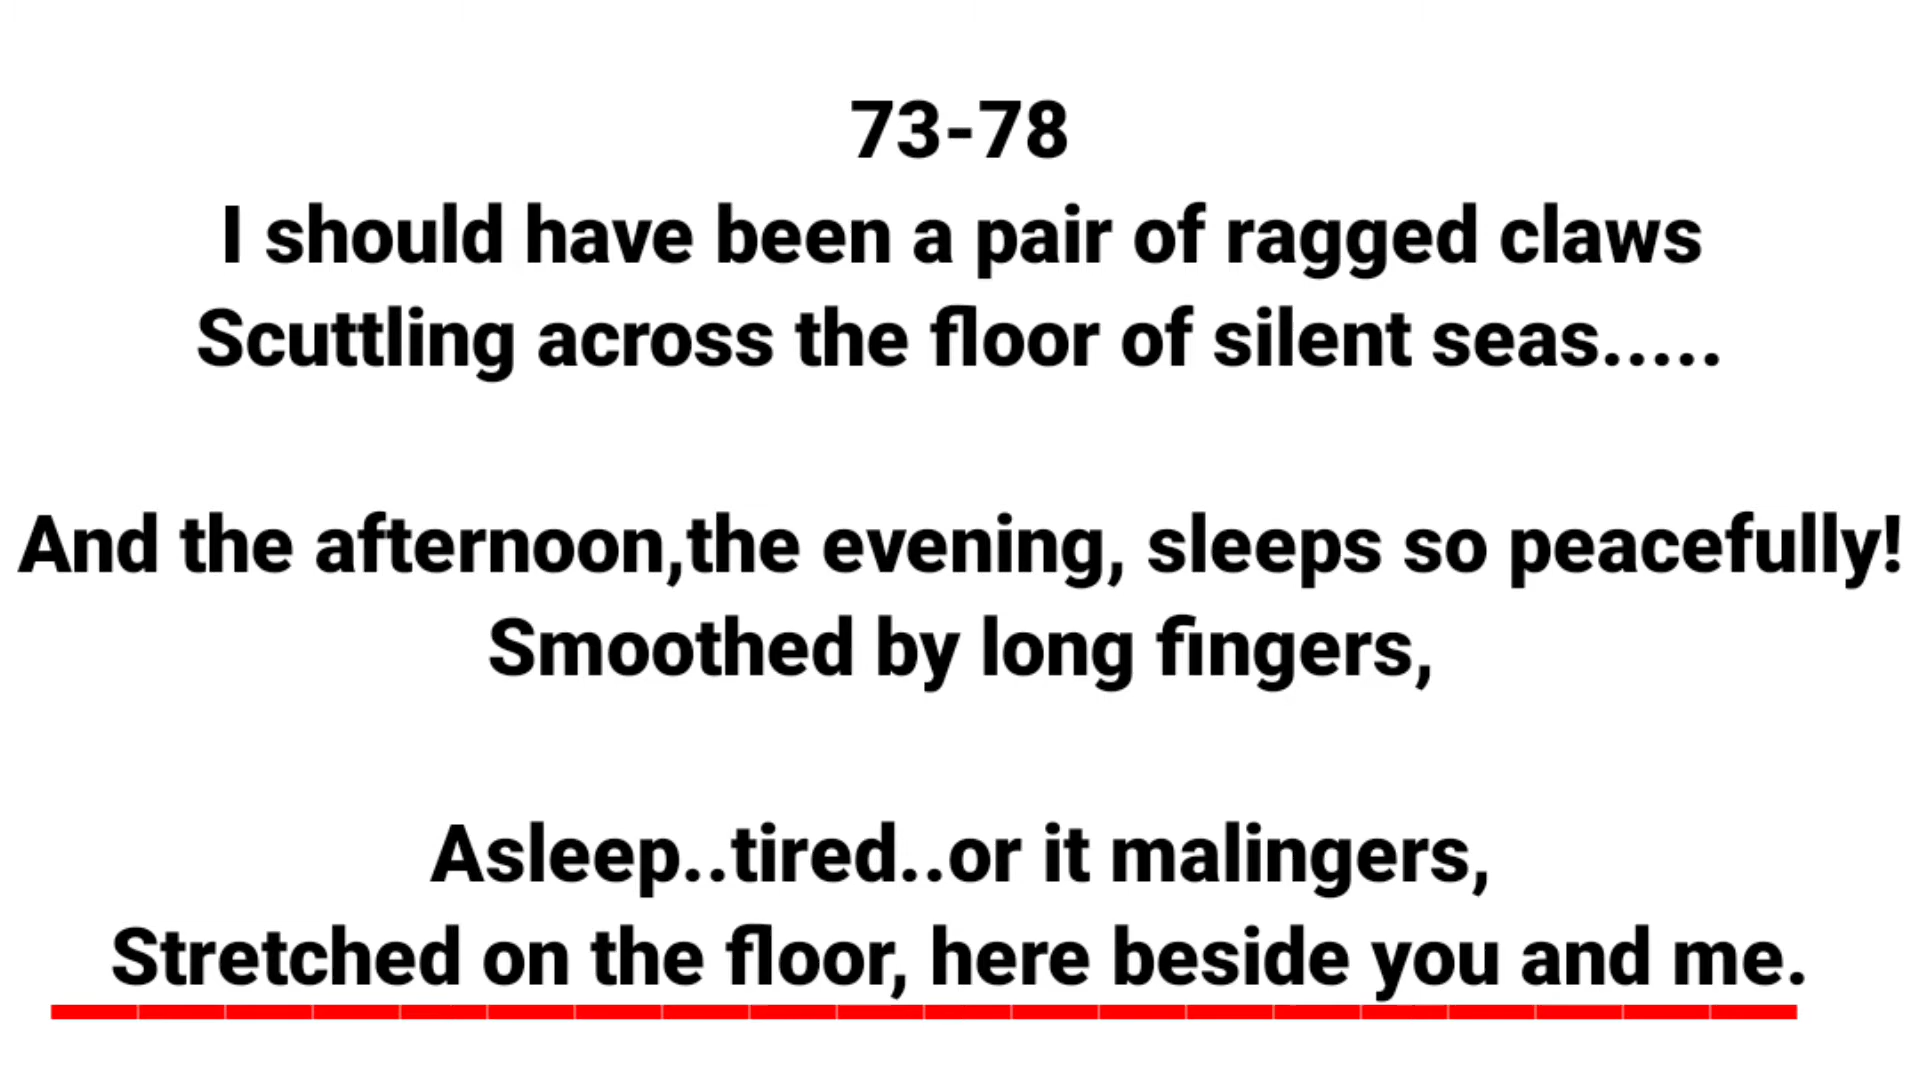 73-78
I should have been a pair of ragged claws
Scuttling across the floor of silent seas.....
And the afternoon,the evening, sleeps so peacefully!
Smoothed by long fingers,
Asleep..tired..or it malingers,
Stretched on the floor, here beside you and me.